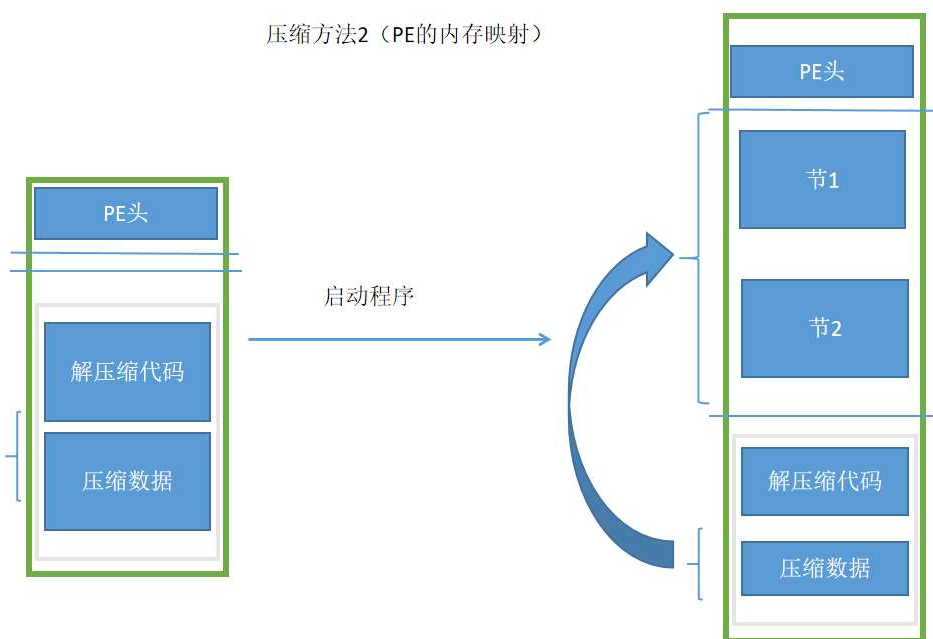 压缩方法2（PE的内存映射）
PE头
解压缩代码
压缩数据
启动程序
PE头
节1
节2
解压缩代码
压缩数据